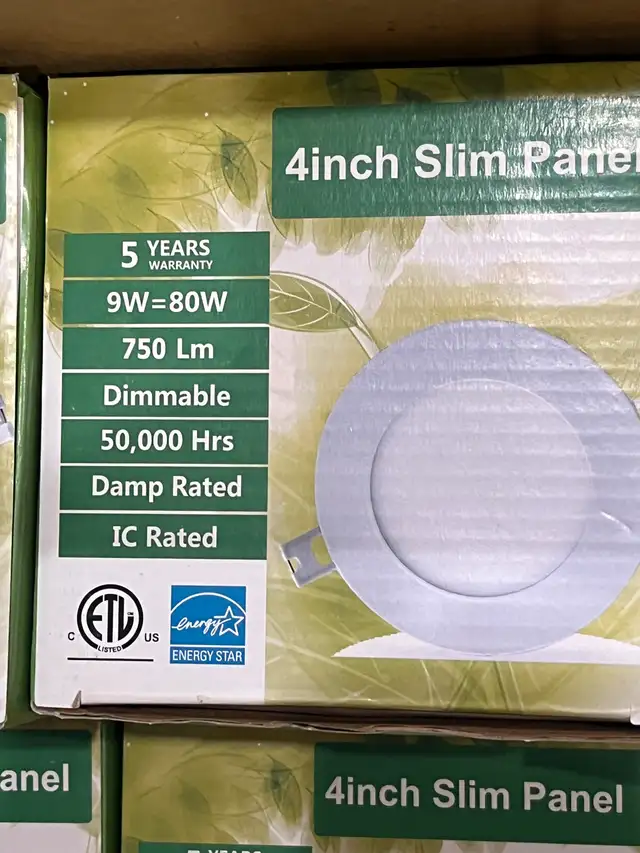 4inch Slim Panel
5 YEARS
WARRANTY
9W=80W
750 Lm
Dimmable
50,000 Hrs
Damp Rated
IC Rated
C ETL US
LISTED
energy
ENERGY STAR
anel
4inch Slim Panel
YEARS